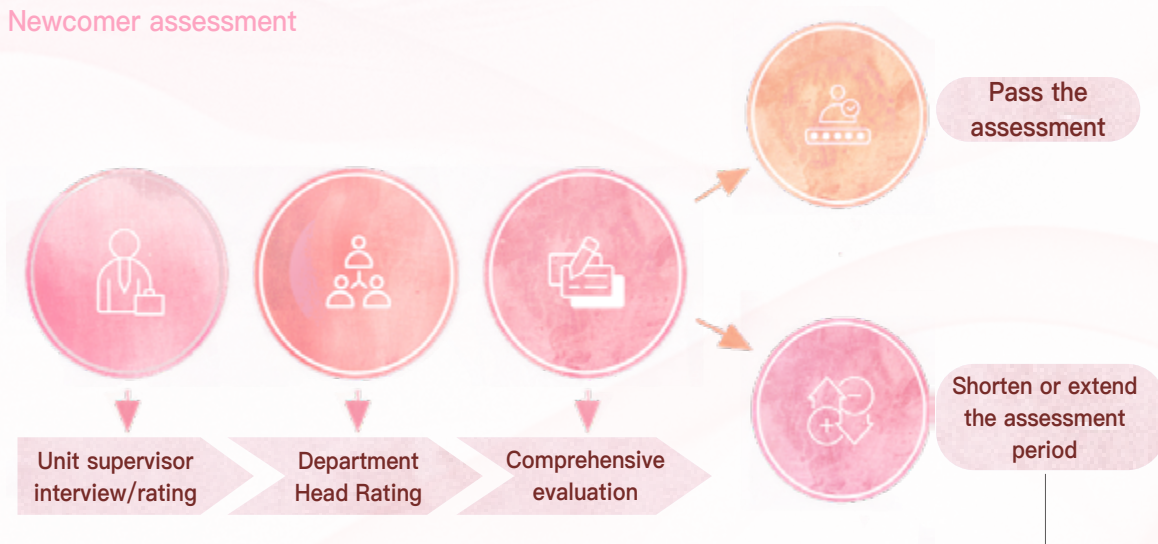 Newcomer assessment
Pass the
assessment
Shorten or extend
the assessment
period
Unit supervisor
interview/rating
Department
Head Rating
Comprehensive
evaluation